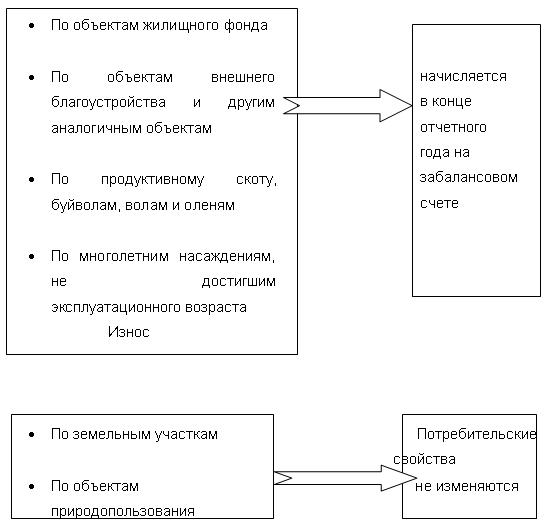 • По объектам жилищного фонда
• По объектам внешнего
благоустройства и другим
аналогичным объектам
• По продуктивному скоту,
буйволам, волам и оленям
• По многолетним насаждениям,
не достигшим
эксплуатационного возраста
Износ
начисляется
в конце
отчетного
года на
забалансовом
счете
• По земельным участкам
• По объектам
природопользования
Потребительские
свойства
не изменяются